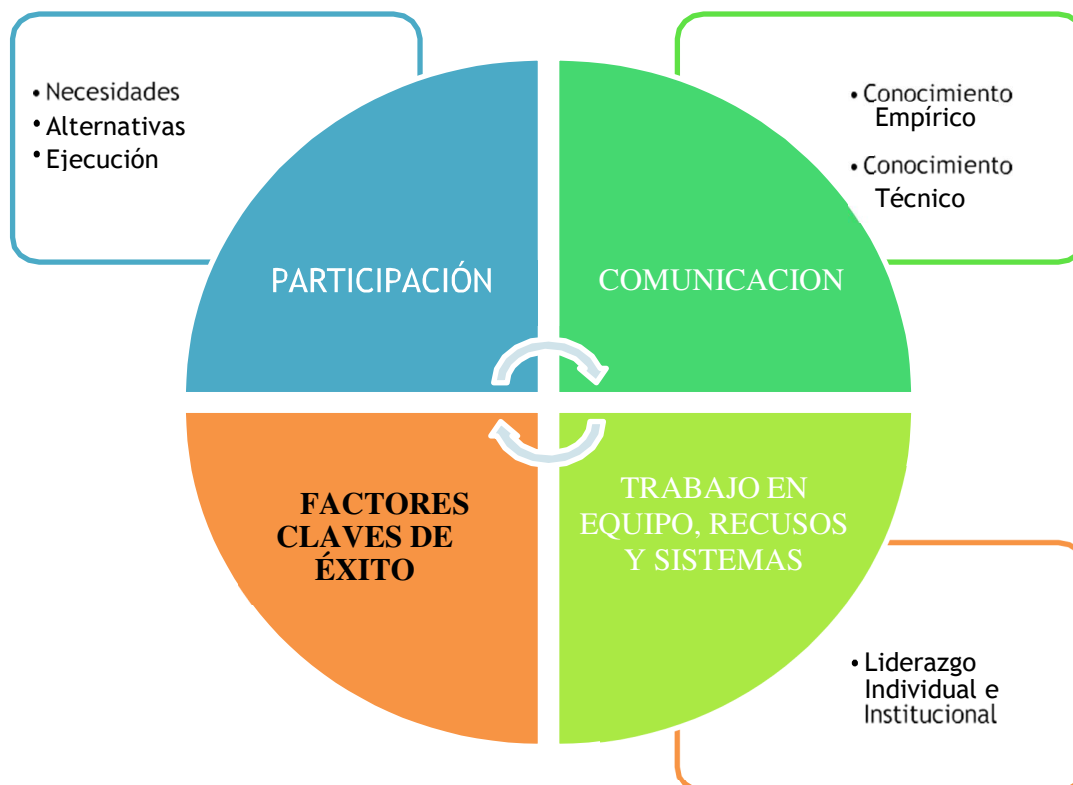 • Necesidades
• Alternativas
• Ejecución
• Conocimiento
Empírico
• Conocimiento
Técnico
PARTICIPACIÓN
COMUNICACION
FACTORES
CLAVES DE
ÉXITO
TRABAJO EN
EQUIPO, RECUSOS
Y SISTEMAS
• Liderazgo
Individual e
Institucional